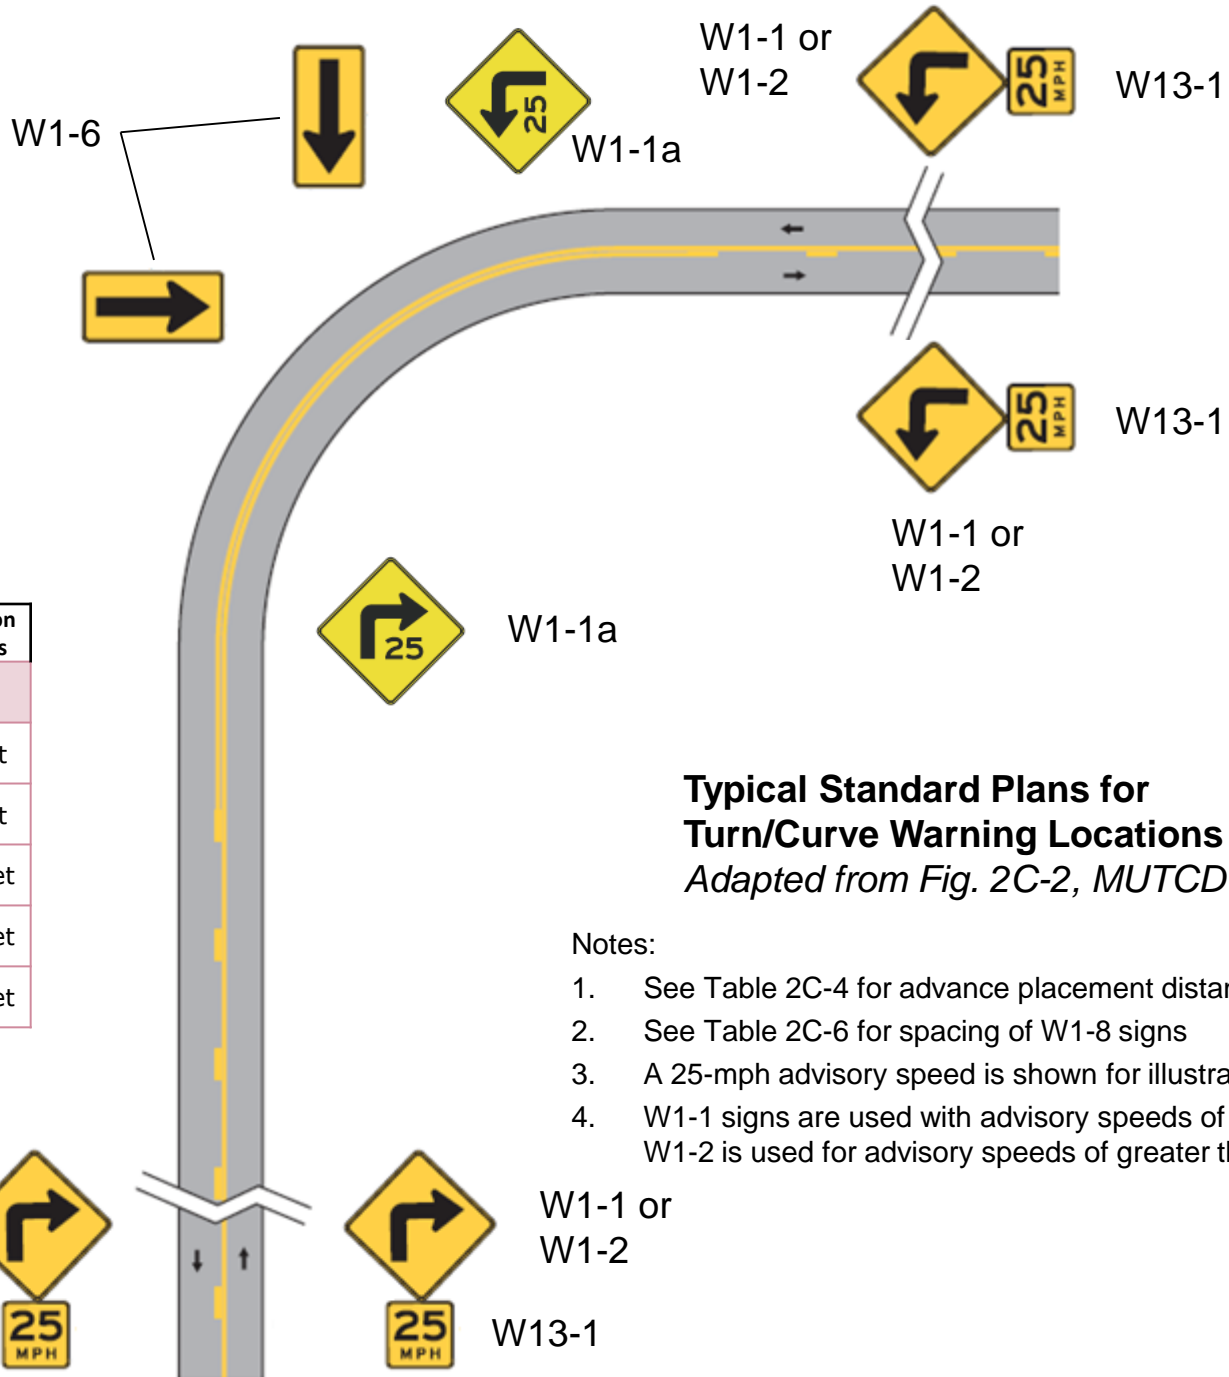 W1-1 or
W1-2
W13-1
25
MPH
W1-6
25
W1-1a
25
MPH
W13-1
W1-1 or
W1-2
25
W1-1a
Typical Standard Plans for
Turn/Curve Warning Locations
Adapted from Fig. 2C-2, MUTCD
Notes:
1. See Table 2C-4 for advance placement
2. See Table 2C-6 for spacing of W1-8 signs
3. A 25-mph advisory speed is shown for
4. W1-1 signs are used with advisory speeds of
W1-2 is used for advisory speeds of greater
W1-1 or
W1-2
25
MPH
25
MPH
W13-1